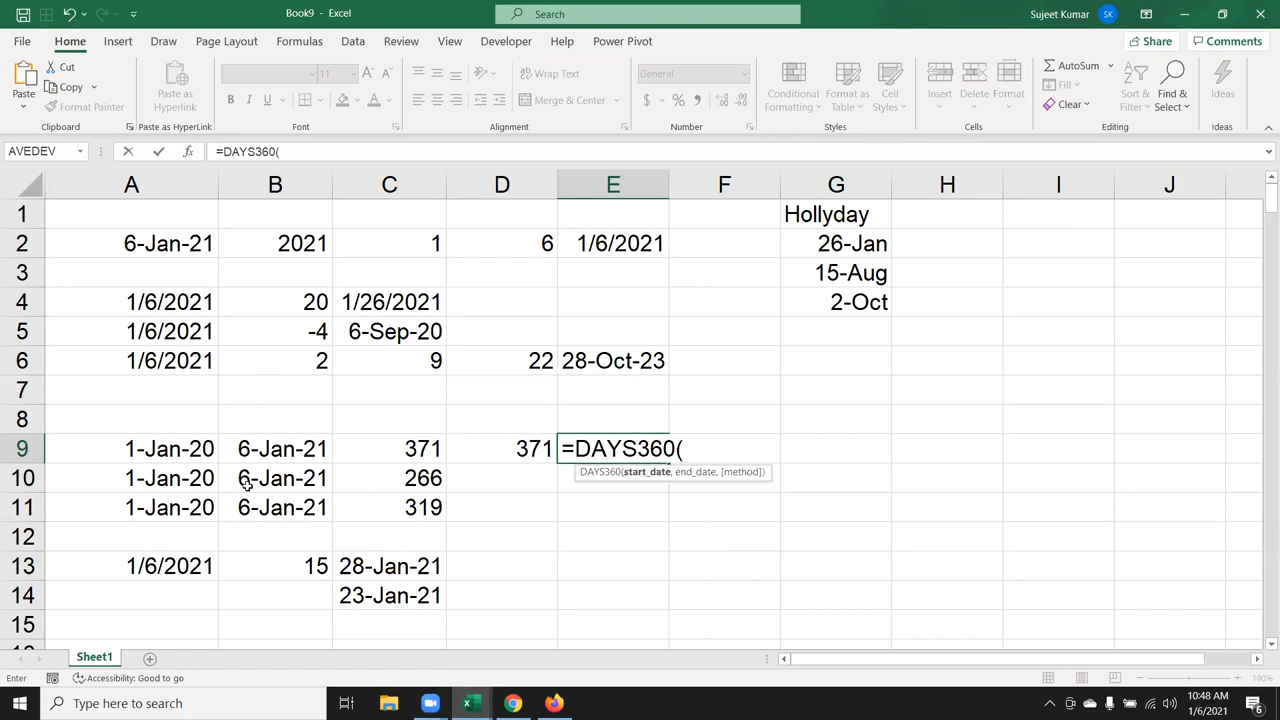 Book9 - Excel
Search
Sujeet Kumar
SK
File Home Insert Draw Page Layout Formulas Data Review View Developer Help Power Pivot
Share Comments
Paste
Cut
Copy
Format Painter
Clipboard
Paste as
Hyperlink
Paste as HyperLink
11
Font
Wrap Text
Merge & Center
Alignment
General
Number
Conditional
Formatting
Format as
Table
Cell
Styles
Styles
Insert Delete Format
Cells
AutoSum
Fill
Clear
Sort &
Filter
Find &
Select
Editing
Ideas
Ideas
AVEDEV
=DAYS360(
A B C D E F G H I J
1 Hollyday
2 6-Jan-21 2021 1 6 1/6/2021 26-Jan
3 15-Aug
4 1/6/2021 20 1/26/2021 2-Oct
5 1/6/2021 -4 6-Sep-20
6 1/6/2021 2 9 22 28-Oct-23
7
8
9 1-Jan-20 6-Jan-21 371 371 =DAYS360(
DAYS360(start_date, end_date, [method])
10 1-Jan-20 6-Jan-21 266
11 1-Jan-20 6-Jan-21 319
12
13 1/6/2021 15 28-Jan-21
14 23-Jan-21
15
Sheet1
Enter
Accessibility: Good to go
190%
Type here to search
10:48 AM
1/6/2021
6